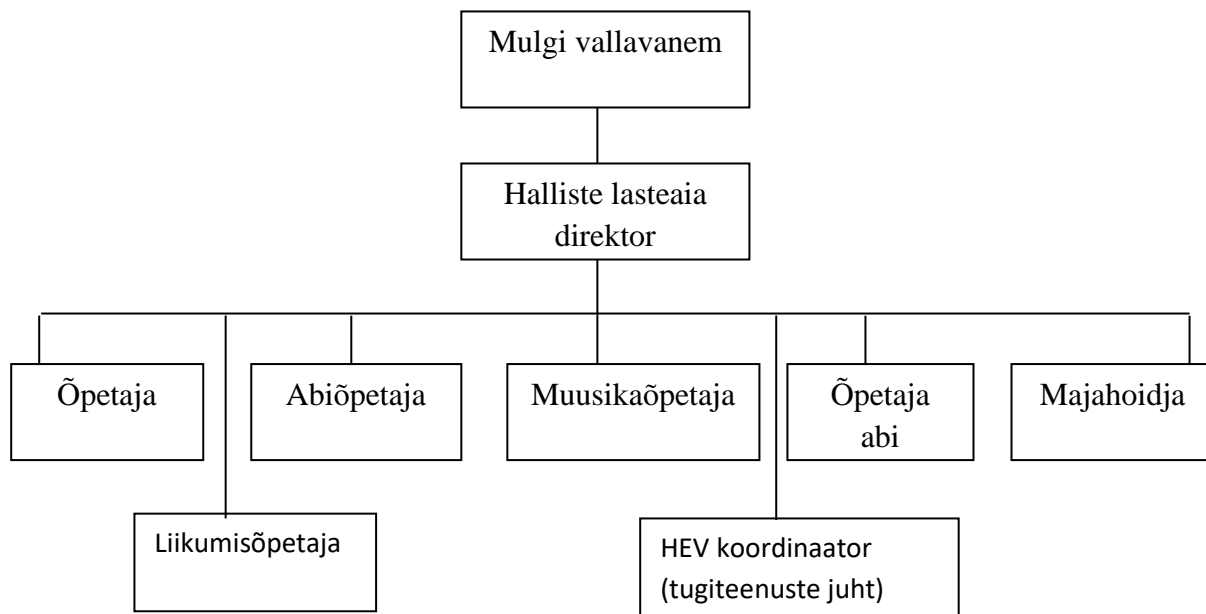 Mulgi vallavanem
Halliste lasteaia
direktor
Õpetaja
Abiõpetaja
Muusikaõpetaja
Õpetaja
abi
Majahoidja
Liikumisõpetaja
HEV koordinaator
(tugiteenuste juht)